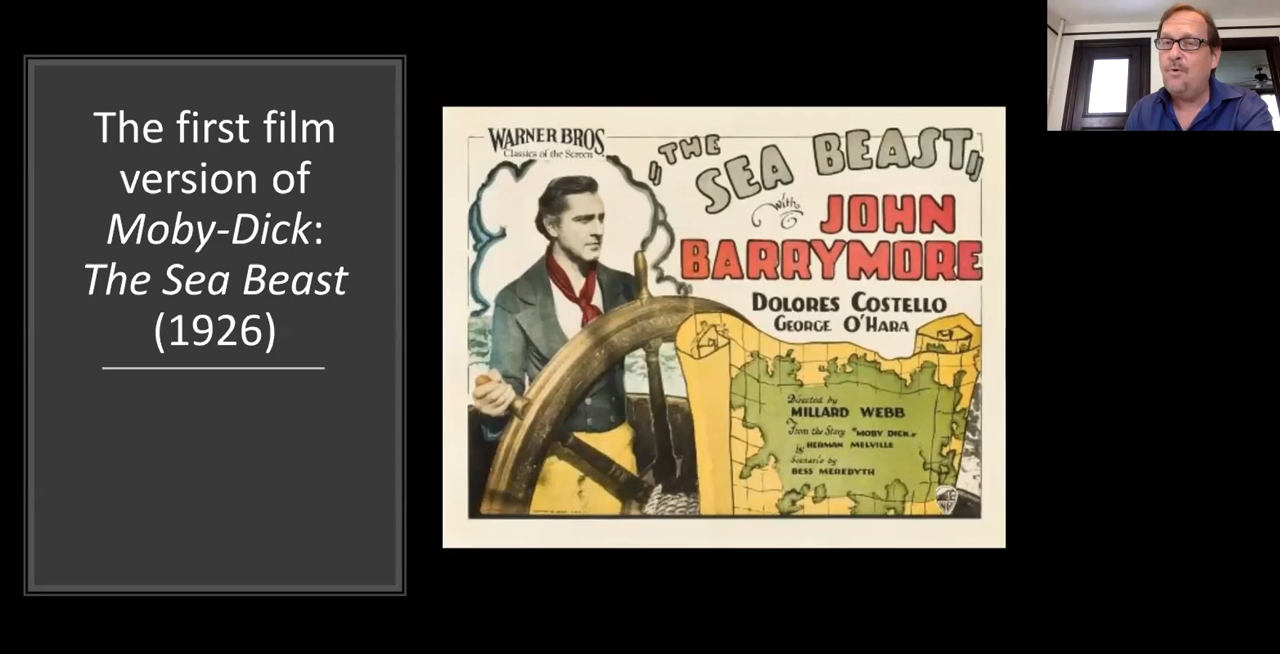 The first film
version of
Moby-Dick:
The Sea Beast
(1926)
WARNER BROS.
Classics of the Screen
"THE
SEA BEAST"
with JOHN
BARRYMORE
DOLORES COSTELLO
GEORGE O'HARA
Directed by
MILLARD WEBB
From the Story "MOBY DICK"
by HERMAN MELVILLE
Scenario by
BESS MEREDYTH